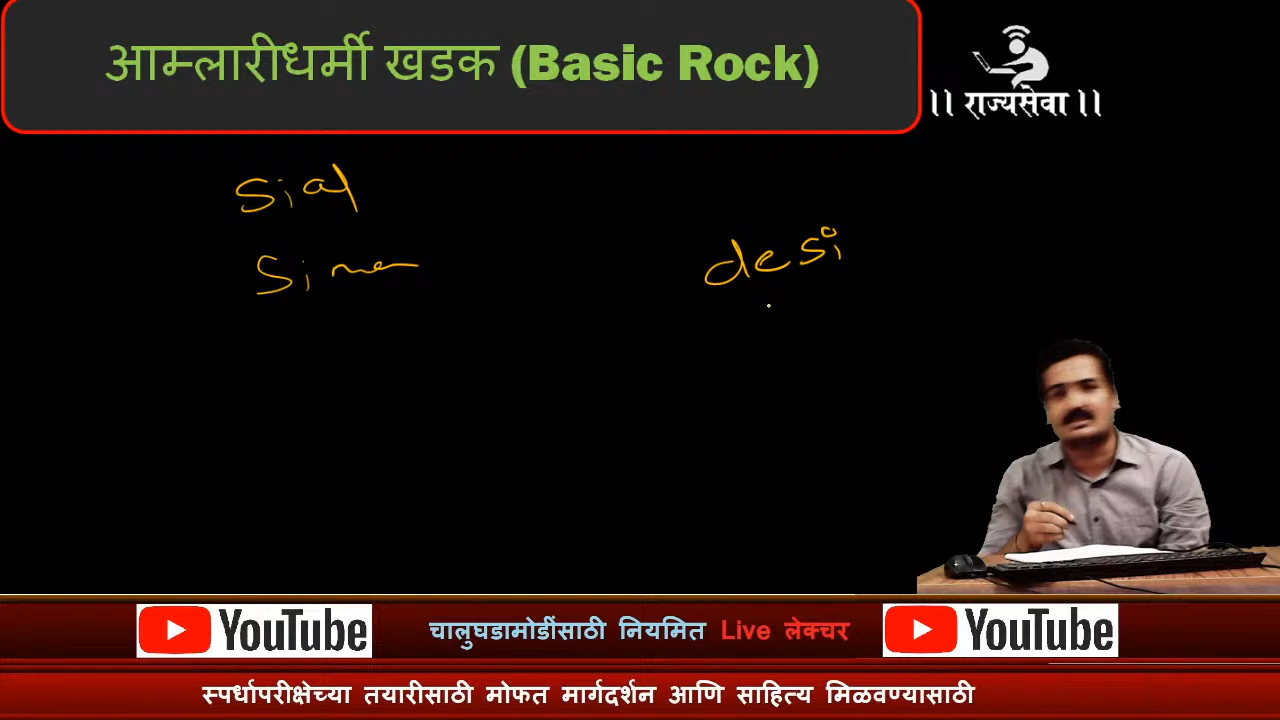 आम्लारीधर्मी खडक (Basic Rock)
।। राज्यसेवा ।।
Sial
Sima
desi
YouTube
चालुघडामोडींसाठी नियमित Live लेक्चर
YouTube
स्पर्धापरीक्षेच्या तयारीसाठी मोफत मार्गदर्शन आणि साहित्य मिळवण्यासाठी